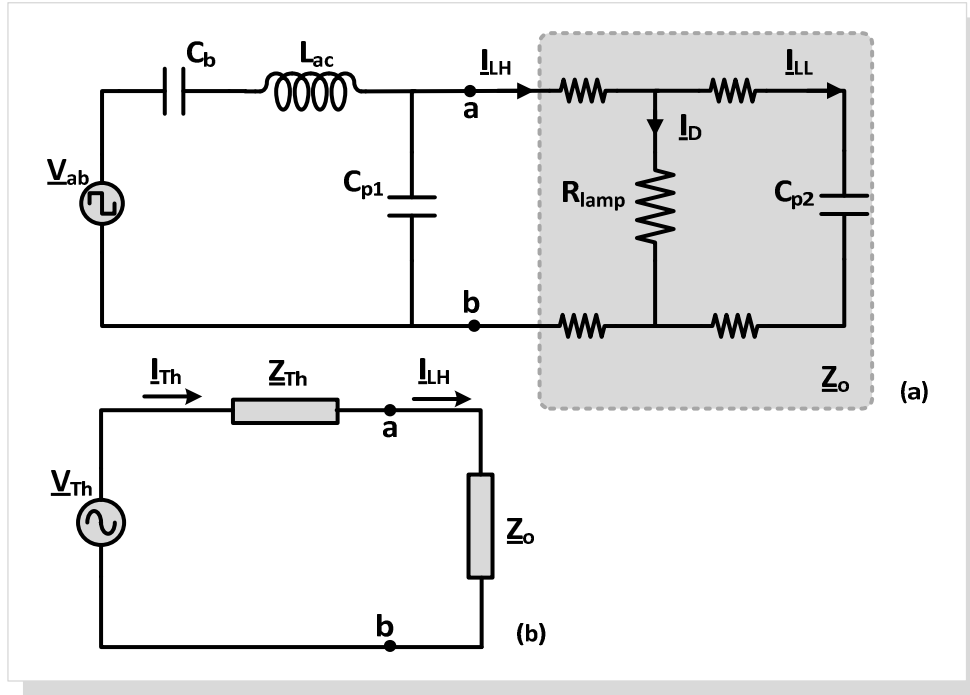 Cb
Lac
ILH
ILL
a
ID
Vab
Cp1
Rlamp
Cp2
b
Zo
(a)
ITh
ZTh
ILH
a
VTh
Zo
b
(b)